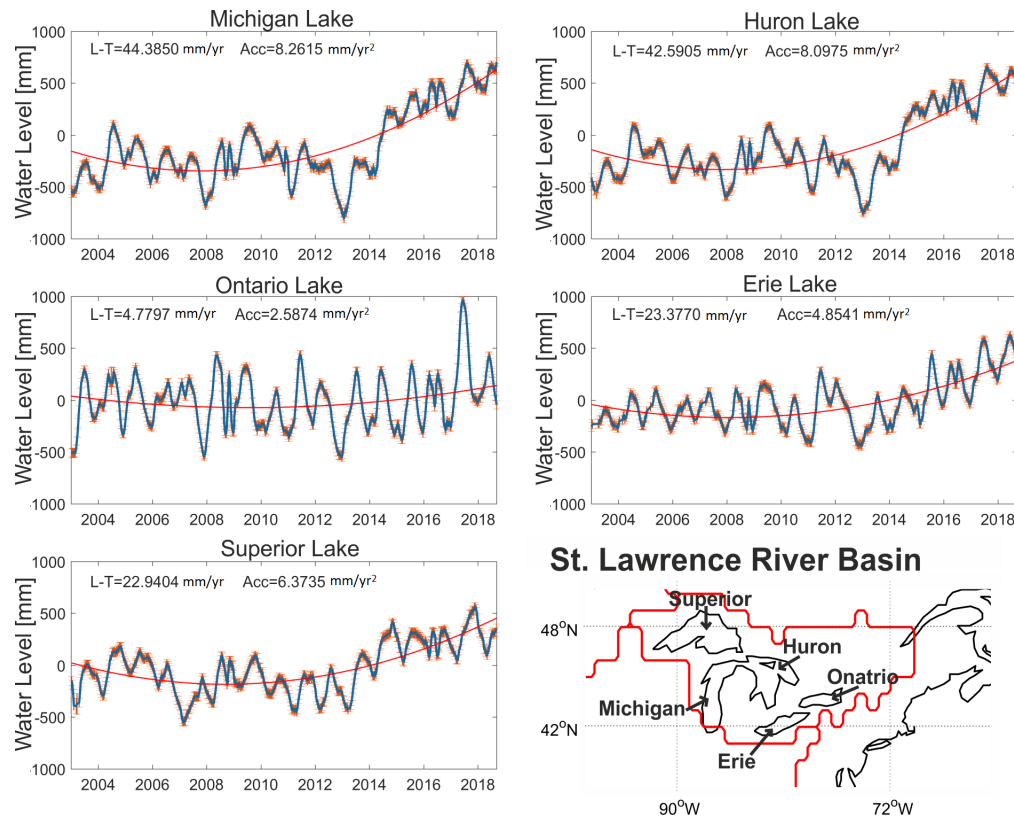 Michigan Lake
L-T=44.3850 mm/yr Acc=8.2615 mm/yr²
Water Level [mm]
1000
500
0
-500
-1000
2004 2006 2008 2010 2012 2014 2016 2018
Huron Lake
L-T=42.5905 mm/yr Acc=8.0975 mm/yr²
Water Level [mm]
1000
500
0
-500
-1000
2004 2006 2008 2010 2012 2014 2016 2018
Ontario Lake
L-T=4.7797 mm/yr Acc=2.5874 mm/yr²
Water Level [mm]
1000
500
0
-500
-1000
2004 2006 2008 2010 2012 2014 2016 2018
Erie Lake
L-T=23.3770 mm/yr Acc=4.8541 mm/yr²
Water Level [mm]
1000
500
0
-500
-1000
2004 2006 2008 2010 2012 2014 2016 2018
Superior Lake
L-T=22.9404 mm/yr Acc=6.3735 mm/yr²
Water Level [mm]
1000
500
0
-500
-1000
2004 2006 2008 2010 2012 2014 2016 2018
St. Lawrence River Basin
Superior
48°N
Huron
Onatrio
Michigan
42°N
Erie
90°W 72°W